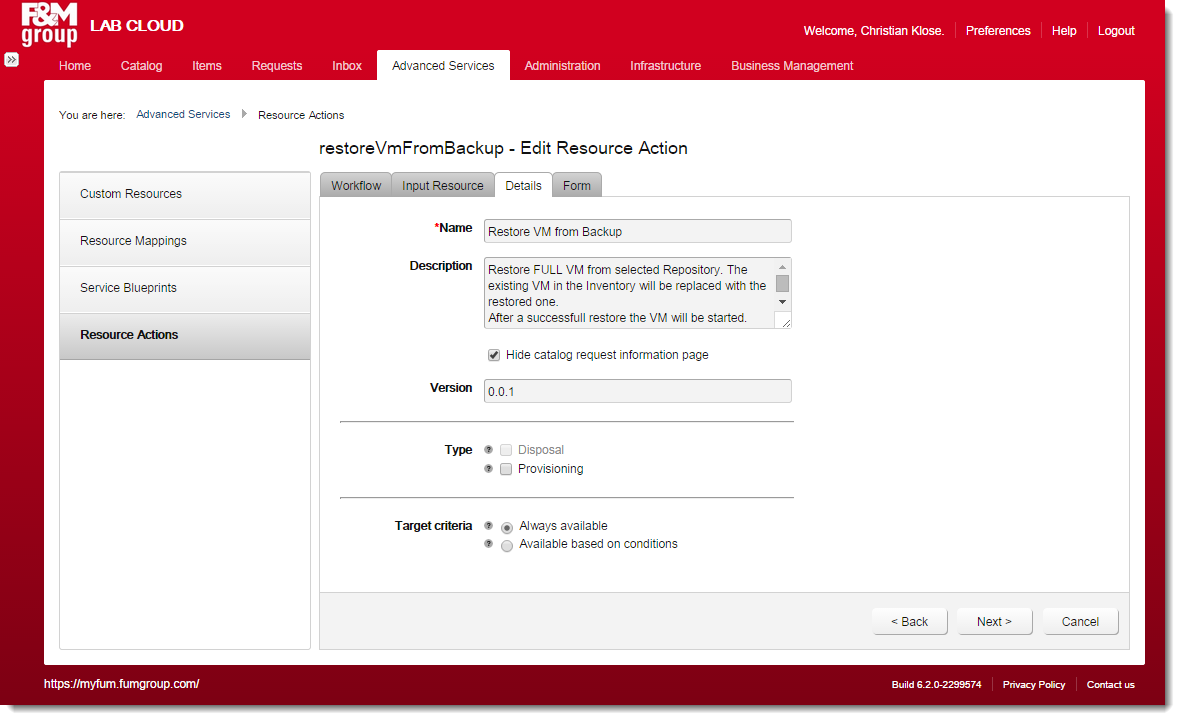 F&M
group
LAB CLOUD
Welcome, Christian Klose. Preferences Help Logout
Home Catalog Items Requests Inbox Advanced Services Administration Infrastructure Business Management
You are here: Advanced Services Resource Actions
restoreVmFromBackup - Edit Resource Action
Custom Resources
Resource Mappings
Service Blueprints
Resource Actions
Workflow Input Resource Details Form
*Name Restore VM from Backup
Description Restore FULL VM from selected Repository. The
existing VM in the Inventory will be replaced with the
restored one.
After a successfull restore the VM will be started.
Hide catalog request information page
Version 0.0.1
Type ? Disposal
? Provisioning
Target criteria ? Always available
? Available based on conditions
< Back Next > Cancel
https://myfum.fumgroup.com/ Build 6.2.0-2299574 Privacy Policy Contact us